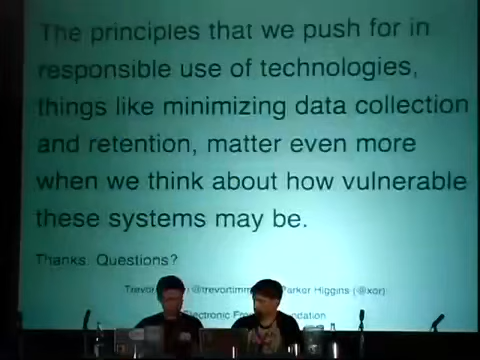 The principles that we push for in
responsible use of technologies,
things like minimizing data collection
and retention, matter even more
when we think about how vulnerable
these systems may be.
Thanks. Questions?
Trevor @trevortimm Parker Higgins (@xor)
Electronic